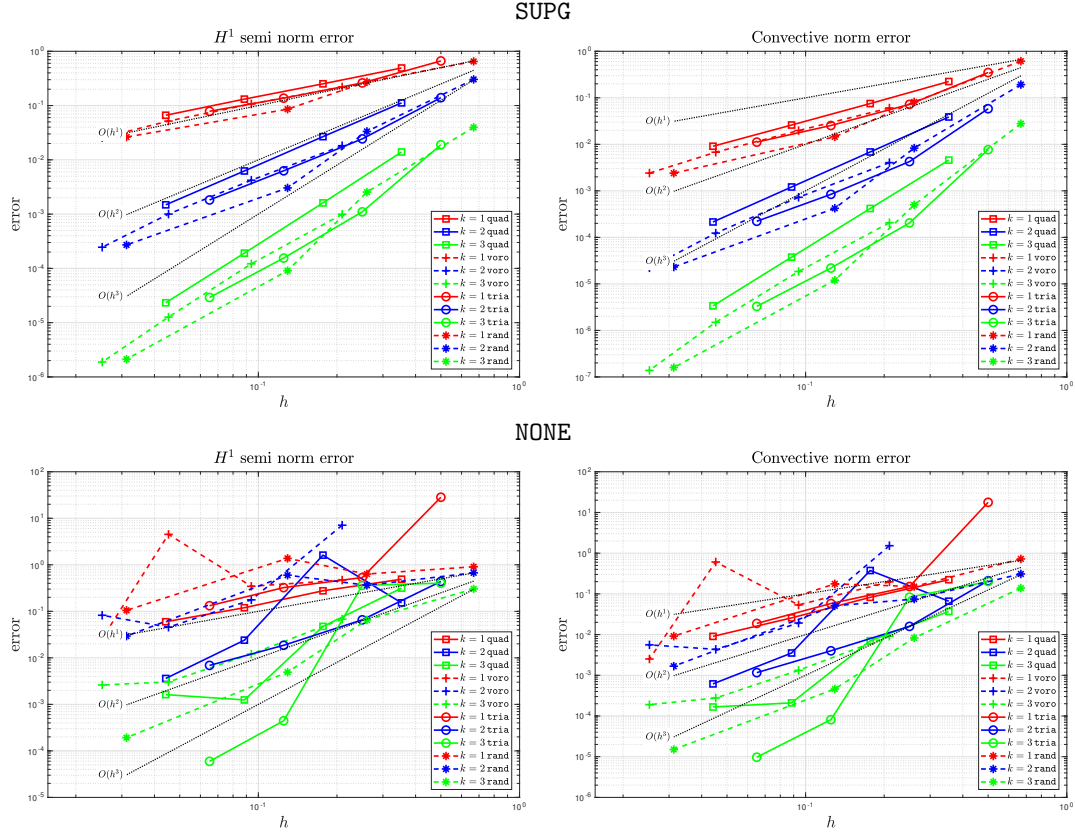 SUPG
H¹ semi norm error
10⁰
10⁻¹
10⁻²
10⁻³
10⁻⁴
10⁻⁵
10⁻⁶
error
O(h¹)
O(h²)
O(h³)
k = 1 quad
k = 2 quad
k = 3 quad
k = 1 voro
k = 2 voro
k = 3 voro
k = 1 tria
k = 2 tria
k = 3 tria
k = 1 rand
k = 2 rand
k = 3 rand
10⁻¹ 10⁰
h
Convective norm error
10⁰
10⁻¹
10⁻²
10⁻³
10⁻⁴
10⁻⁵
10⁻⁶
10⁻⁷
error
O(h¹)
O(h²)
O(h³)
k = 1 quad
k = 2 quad
k = 3 quad
k = 1 voro
k = 2 voro
k = 3 voro
k = 1 tria
k = 2 tria
k = 3 tria
k = 1 rand
k = 2 rand
k = 3 rand
10⁻¹ 10⁰
h
NONE
H¹ semi norm error
10²
10¹
10⁰
10⁻¹
10⁻²
10⁻³
10⁻⁴
10⁻⁵
error
O(h¹)
O(h²)
O(h³)
k = 1 quad
k = 2 quad
k = 3 quad
k = 1 voro
k = 2 voro
k = 3 voro
k = 1 tria
k = 2 tria
k = 3 tria
k = 1 rand
k = 2 rand
k = 3 rand
10⁻¹ 10⁰
h
Convective norm error
10²
10¹
10⁰
10⁻¹
10⁻²
10⁻³
10⁻⁴
10⁻⁵
10⁻⁶
error
O(h¹)
O(h²)
O(h³)
k = 1 quad
k = 2 quad
k = 3 quad
k = 1 voro
k = 2 voro
k = 3 voro
k = 1 tria
k = 2 tria
k = 3 tria
k = 1 rand
k = 2 rand
k = 3 rand
10⁻¹ 10⁰
h